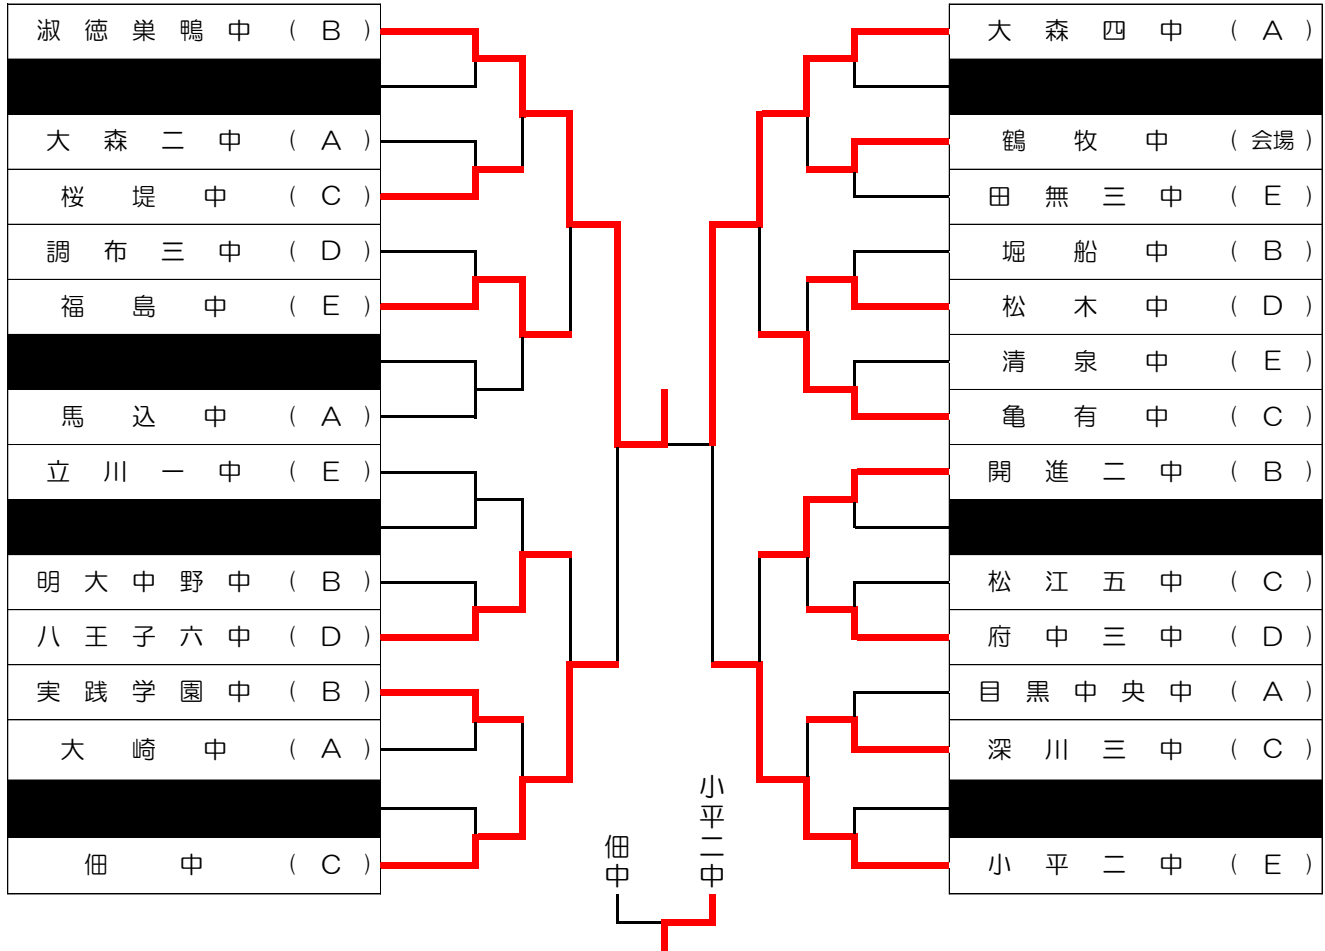 淑徳巣鴨中 (B)
大森二中 (A)
桜堤中 (C)
調布三中 (D)
福島中 (E)
馬込中 (A)
立川一中 (E)
明大中野中 (B)
八王子六中 (D)
実践学園中 (B)
大崎中 (A)
佃中 (C)
大森四中 (A)
鶴牧中 (会場)
田無三中 (E)
堀船中 (B)
松木中 (D)
清泉中 (E)
亀有中 (C)
開進二中 (B)
松江五中 (C)
府中三中 (D)
目黒中央中 (A)
深川三中 (C)
小平二中 (E)
佃中
小平二中